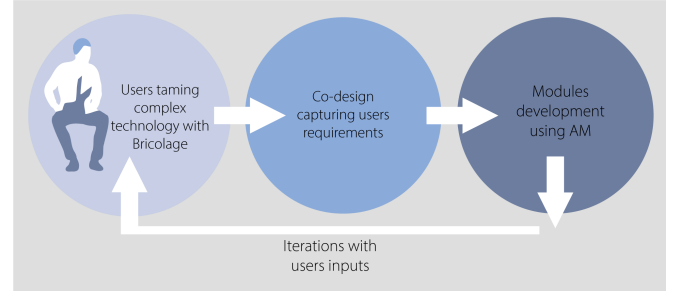 Users taming
complex
technology with
Bricolage
Co-design
capturing users
requirements
Modules
development
using AM
Iterations with
users inputs